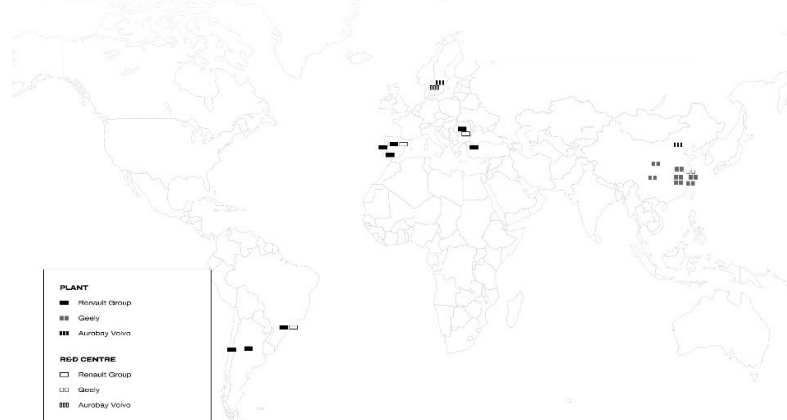 PLANT
Renault Group
Geely
Aurobay Volvo
R&D CENTRE
Renault Group
Geely
Aurobay Volvo